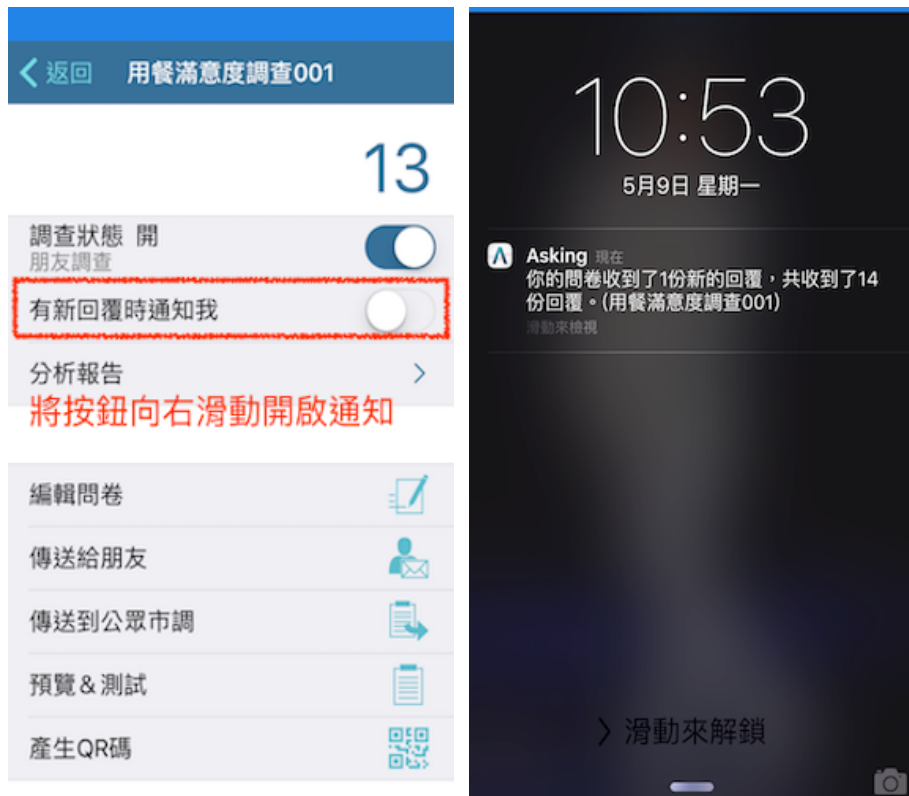 返回 用餐滿意度調查001
13
調查狀態 開
朋友調查
有新回覆時通知我
分析報告
將按鈕向右滑動開啟通知
編輯問卷
傳送給朋友
傳送到公眾市調
預覽&測試
產生QR碼
10:53
5月9日 星期一
Asking 現在
你的問卷收到了1份新的回覆，共收到了14
份回覆。(用餐滿意度調查001)
滑動來檢視
滑動來解鎖